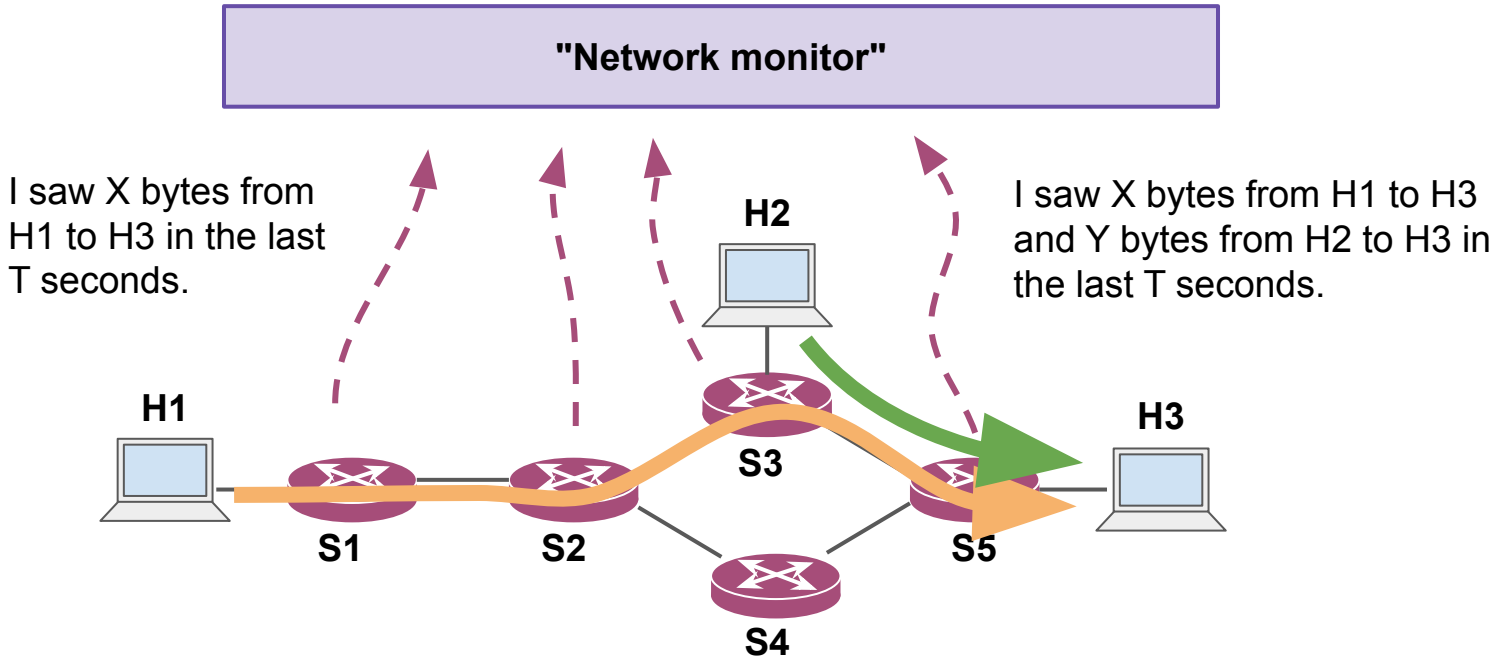 "Network monitor"
I saw X bytes from
H1 to H3 in the last
T seconds.
I saw X bytes from H1 to H3
and Y bytes from H2 to H3 in
the last T seconds.
H2
H1
H3
S3
S1
S2
S5
S4